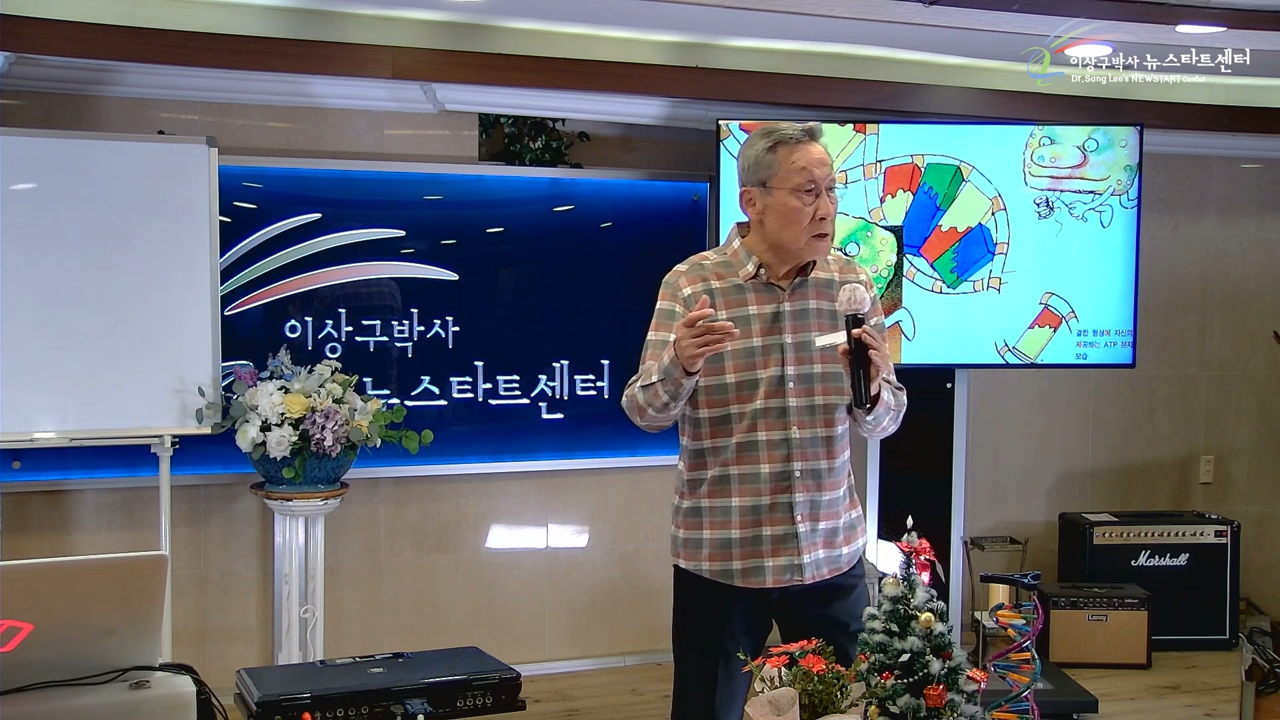 이상구박사 뉴스타트센터
Dr.Sang Lee's NEWSTART Center
이상구박사
뉴스타트센터
결합 형성에 자신의
제공하는 ATP 분자
모습
Marshall
Laney